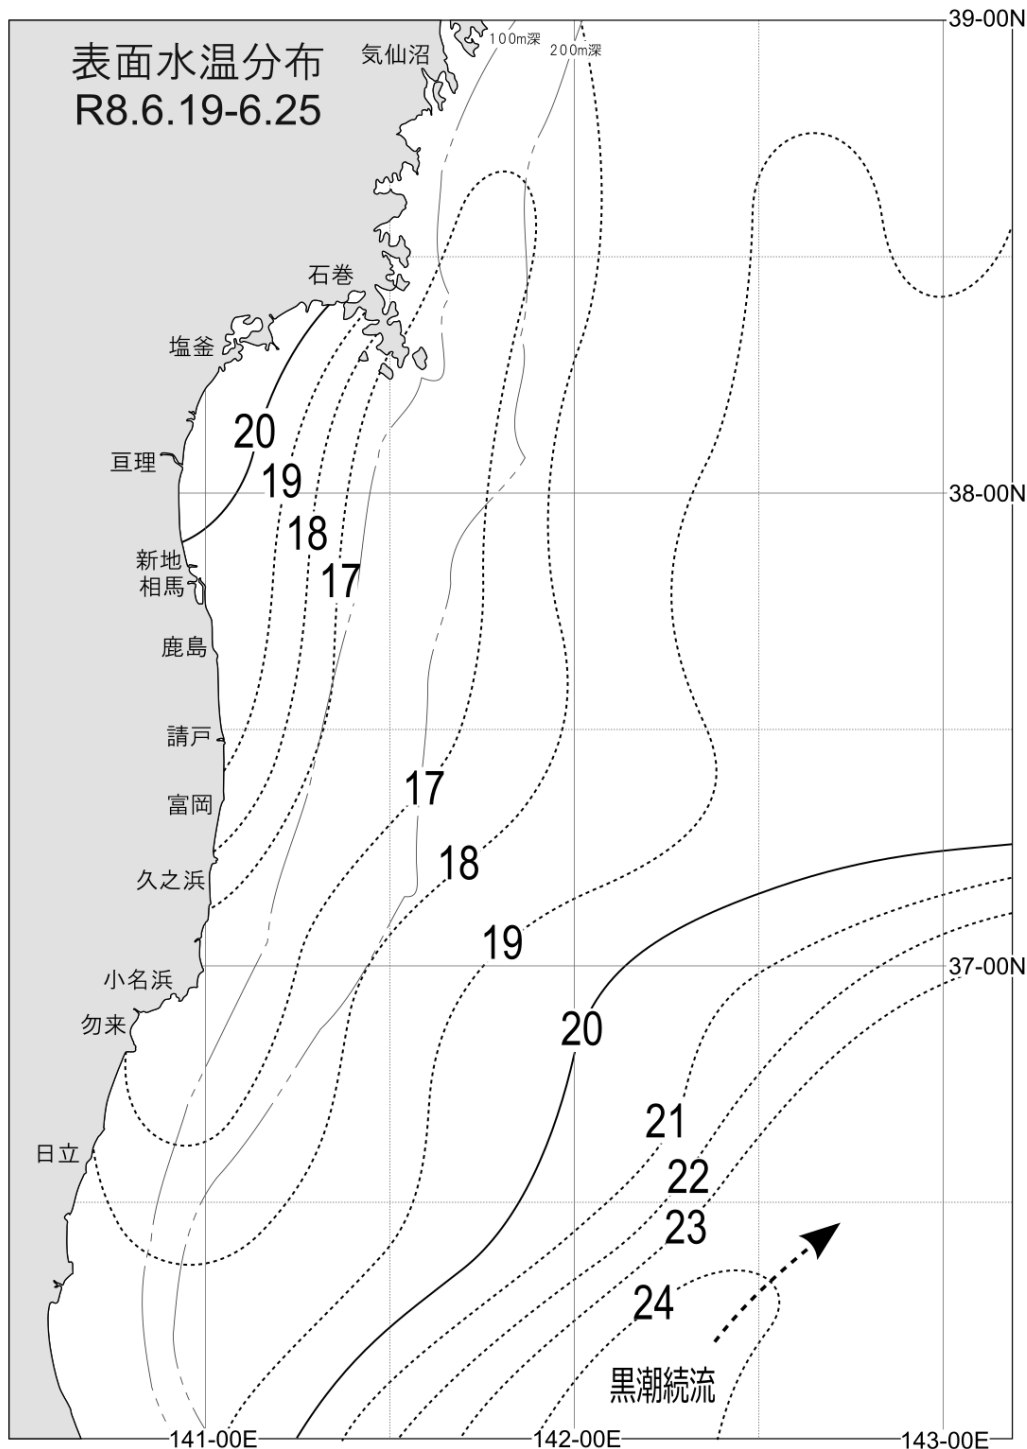 39-00N
100m深
200m深
気仙沼
表面水温分布
R8.6.19-6.25
石巻
塩釜
20
亘理
19
38-00N
18
新地
17
相馬
鹿島
請戸
17
富岡
18
久之浜
19
37-00N
小名浜
勿来
20
21
日立
22
23
24
黒潮続流
141-00E
142-00E
143-00E